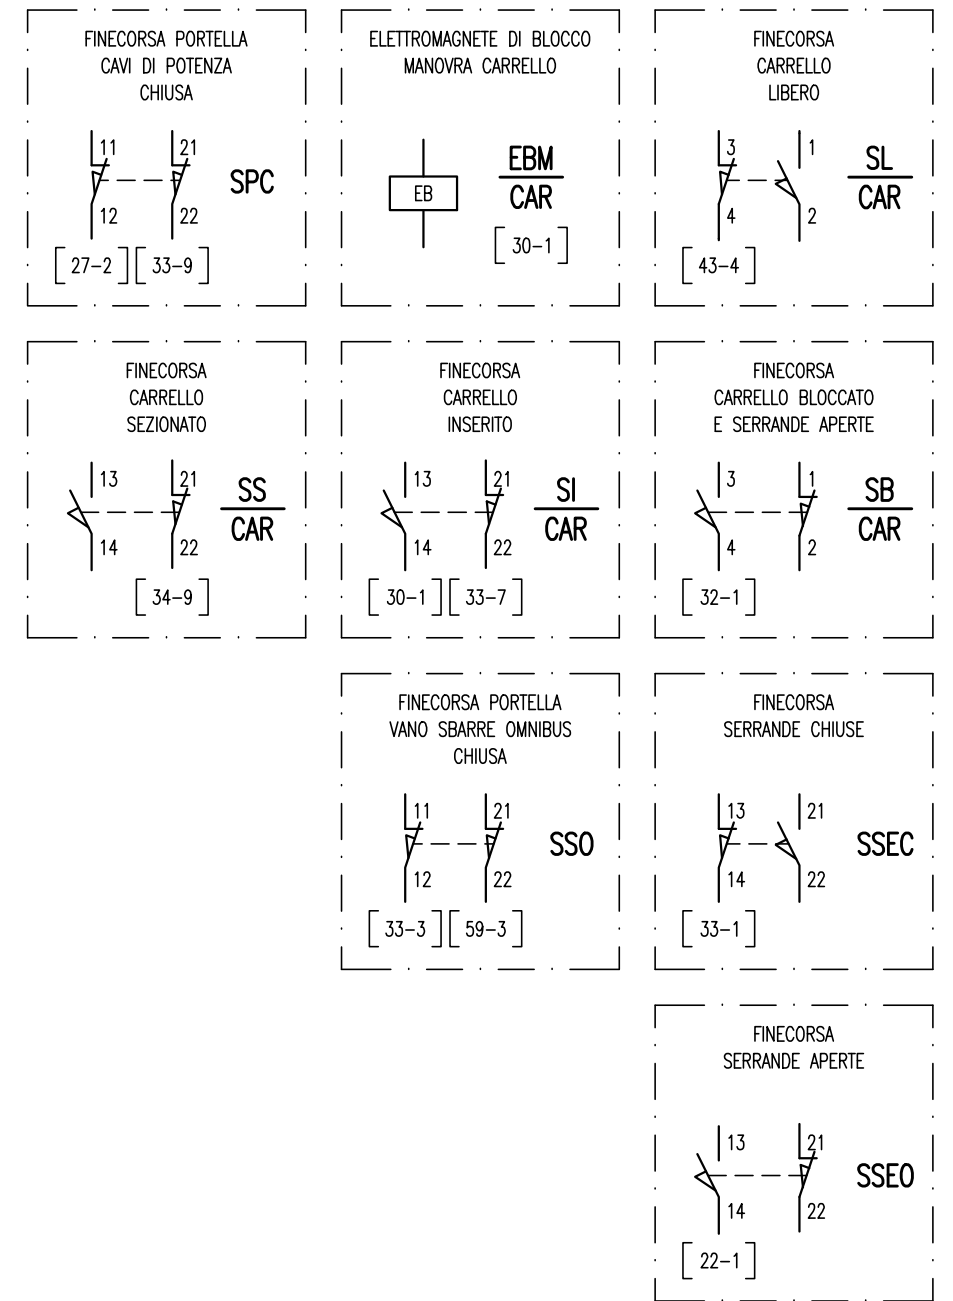 FINECORSA PORTELLA
CAVI DI POTENZA
CHIUSA
11
21
SPC
12
22
27-2
33-9
ELETTROMAGNETE DI BLOCCO
MANOVRA CARRELLO
EB
EBM
CAR
30-1
FINECORSA
CARRELLO
LIBERO
3
1
SL
CAR
4
2
43-4
FINECORSA
CARRELLO
SEZIONATO
13
21
SS
CAR
14
22
34-9
FINECORSA
CARRELLO
INSERITO
13
21
SI
CAR
14
22
30-1
33-7
FINECORSA
CARRELLO BLOCCATO
E SERRANDE APERTE
3
1
SB
CAR
4
2
32-1
FINECORSA PORTELLA
VANO SBARRE OMNIBUS
CHIUSA
11
21
SSO
12
22
33-3
59-3
FINECORSA
SERRANDE CHIUSE
13
21
SSEC
14
22
33-1
FINECORSA
SERRANDE APERTE
13
21
SSEO
14
22
22-1